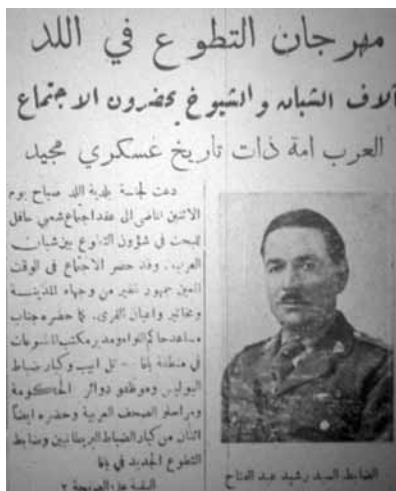 مهرجان التطوع في اللد
آلاف الشبان والشيوخ يحضرون الاجتماع
العرب امة ذات تاريخ عسكري مجيد
دعت لجنة بلدية اللد صباح يوم
الاثنين الماضي الى عقد اجتماع شعبي حافل
للبحث في شؤون التطوع بين شبان
العرب. وقد حضر الاجتماع في الوقت
المعين جمهور غفير من وجهاء المدينة
ومخاتير واعيان القرى. كما حضره جناب
مساعد حاكم اللواء ومدير مكتب المنسوجات
في منطقة يافا - تل ابيب وكبار ضباط
البوليس وموظفو دوائر الحكومة
ومراسلو الصحف العربية وحضره ايضا
اثنان من كبار الضباط البريطانيين وضابط
التطوع الجديد في يافا
البقية على الصفحة ٢
الضابط السيد رشيد عبد الفتاح